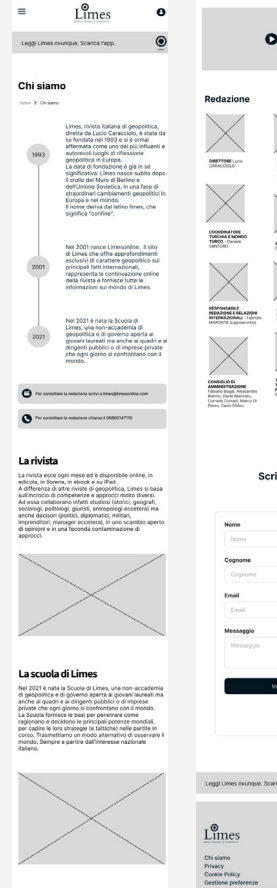 Limes
Leggi Limes ovunque. Scarica l'app.
Chi siamo
Home > Chi siamo
1993
Limes, rivista italiana di geopolitica,
diretta da Lucio Caracciolo, è stata da
lui fondata nel 1993 e si è ormai
affermata come uno dei più influenti e
autorevoli luoghi di riflessione
geopolitica in Europa.
La data di fondazione è già in sé
significativa: Limes nasce subito dopo
il crollo del Muro di Berlino e
dell'Unione Sovietica, in una fase di
straordinari cambiamenti geopolitici in
Europa e nel mondo.
Il nome deriva dal latino limes, che
significa "confine".
2001
Nel 2001 nasce Limesonline, il sito
di Limes che offre approfondimenti
esclusivi di carattere geopolitico sui
principali fatti internazionali,
rappresenta la continuazione online
della rivista e fornisce tutte le
informazioni sul mondo di Limes.
2021
Nel 2021 è nata la Scuola di
Limes, una non-accademia di
geopolitica e di governo aperta ai
giovani laureati ma anche ai quadri e ai
dirigenti pubblici o di imprese private
che ogni giorno si confrontano con il
mondo.
Per contattare la redazione scrivi a limes@limesonline.com
Per contattare la redazione chiama il
La rivista
La rivista esce ogni mese ed è disponibile online, in
edicola, in libreria, in ebook e su iPad.
A differenza di altre riviste di geopolitica, Limes si basa
sull'incrocio di competenze e approcci molto diversi.
Ad essa collaborano infatti studiosi (storici, geografi,
sociologi, politologi, giuristi, antropologi eccetera) ma
anche decisori (politici, diplomatici, militari,
imprenditori, manager eccetera), in uno scambio aperto
di opinioni e in una feconda contaminazione di
approcci.
La scuola di Limes
Nel 2021 è nata la Scuola di Limes, una non-accademia
di geopolitica e di governo aperta ai giovani laureati ma
anche ai quadri e ai dirigenti pubblici o di imprese
private che ogni giorno si confrontano con il mondo.
La Scuola fornisce le basi per penetrare come
ragionano e decidono le principali potenze mondiali,
per capire le loro strategie (e tattiche) nelle partite in
corso. Trasmettiamo un modo alternativo di osservare il
mondo. Sempre a partire dall'interesse nazionale
italiano.
Redazione
DIRETTORE Lucio
CARACCIOLO
COORDINATORE
TURCHIA E MONDO
TURCO - Daniele
SANTORO
RESPONSABILE
REDAZIONE E RELAZIONI
INTERNAZIONALI - Fabrizio
MARONTA (caposervizio)
CONSIGLIO DI
AMMINISTRAZIONE
Scri
Nome
Nome
Cognome
Cognome
Email
Email
Messaggio
Messaggio
In
Leggi Limes ovunque. Scari
Limes
Chi siamo
Privacy
Cookie Policy
Gestione preferenze